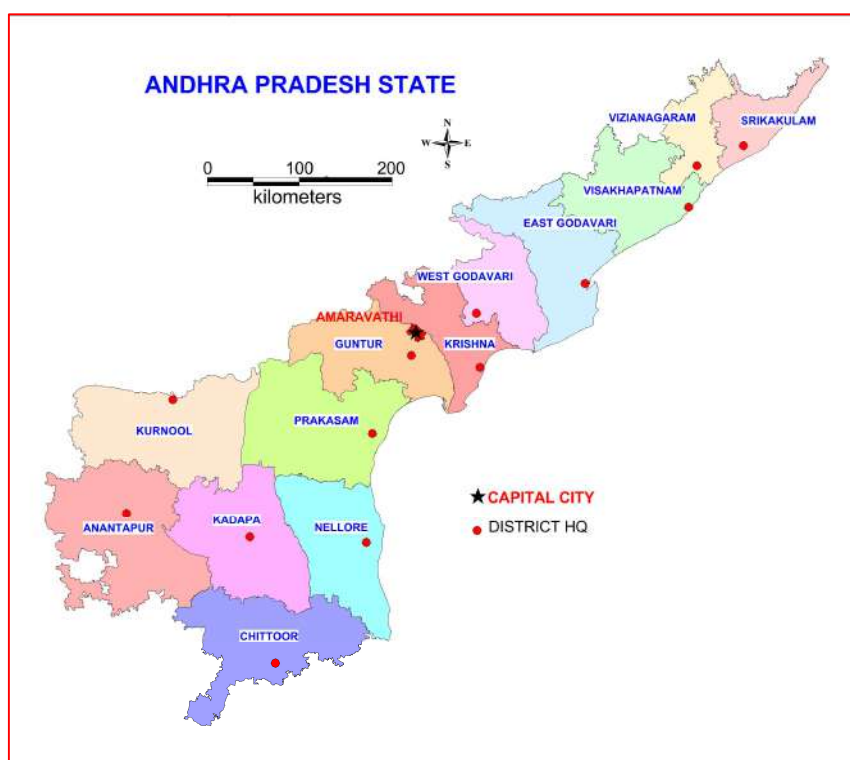 ANDHRA PRADESH STATE
N
W E
S
0 100 200
kilometers
VIZIANAGARAM
SRIKAKULAM
VISAKHAPATNAM
EAST GODAVARI
WEST GODAVARI
AMARAVATHI
GUNTUR
KRISHNA
PRAKASAM
KURNOOL
ANANTAPUR
KADAPA
NELLORE
CHITTOOR
CAPITAL CITY
DISTRICT HQ